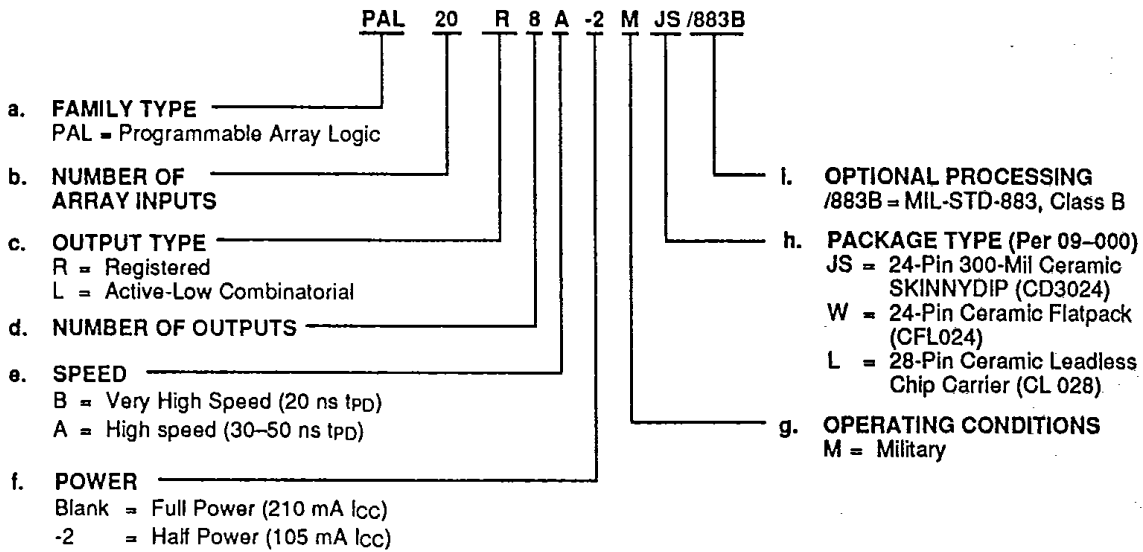 PAL 20 R 8 A -2 M JS /883B
a. FAMILY TYPE
PAL = Programmable Array Logic
b. NUMBER OF
ARRAY INPUTS
c. OUTPUT TYPE
R = Registered
L = Active-Low Combinatorial
d. NUMBER OF OUTPUTS
e. SPEED
B = Very High Speed (20 ns tPD)
A = High speed (30–50 ns tPD)
f. POWER
Blank = Full Power (210 mA ICC)
-2 = Half Power (105 mA ICC)
i. OPTIONAL PROCESSING
/883B = MIL-STD-883, Class B
h. PACKAGE TYPE (Per 09–000)
JS = 24-Pin 300-Mil Ceramic
SKINNYDIP (CD3024)
W = 24-Pin Ceramic Flatpack
(CFL024)
L = 28-Pin Ceramic Leadless
Chip Carrier (CL 028)
g. OPERATING CONDITIONS
M = Military